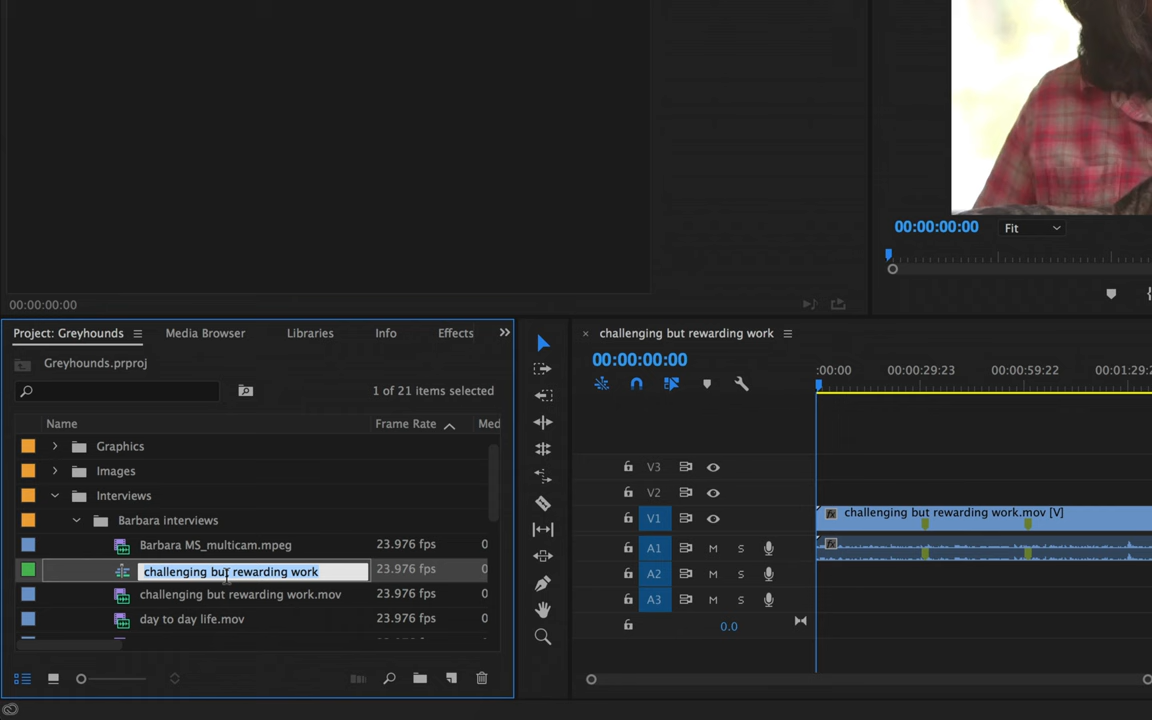 00:00:00:00
00:00:00:00 Fit
Project: Greyhounds Media Browser Libraries Info Effects
Greyhounds.prproj
1 of 21 items selected
Name Frame Rate Med
Graphics
Images
Interviews
Barbara interviews
Barbara MS_multicam.mpeg 23.976 fps 0
challenging but rewarding work 23.976 fps 0
challenging but rewarding work.mov 23.976 fps 0
day to day life.mov 23.976 fps 0
× challenging but rewarding work
00:00:00:00
:00:00 00:00:29:23 00:00:59:22 00:01:29:2
V3
V2
V1 fx challenging but rewarding work.mov [V]
A1 M S fx
A2 M S
A3 M S
0.0